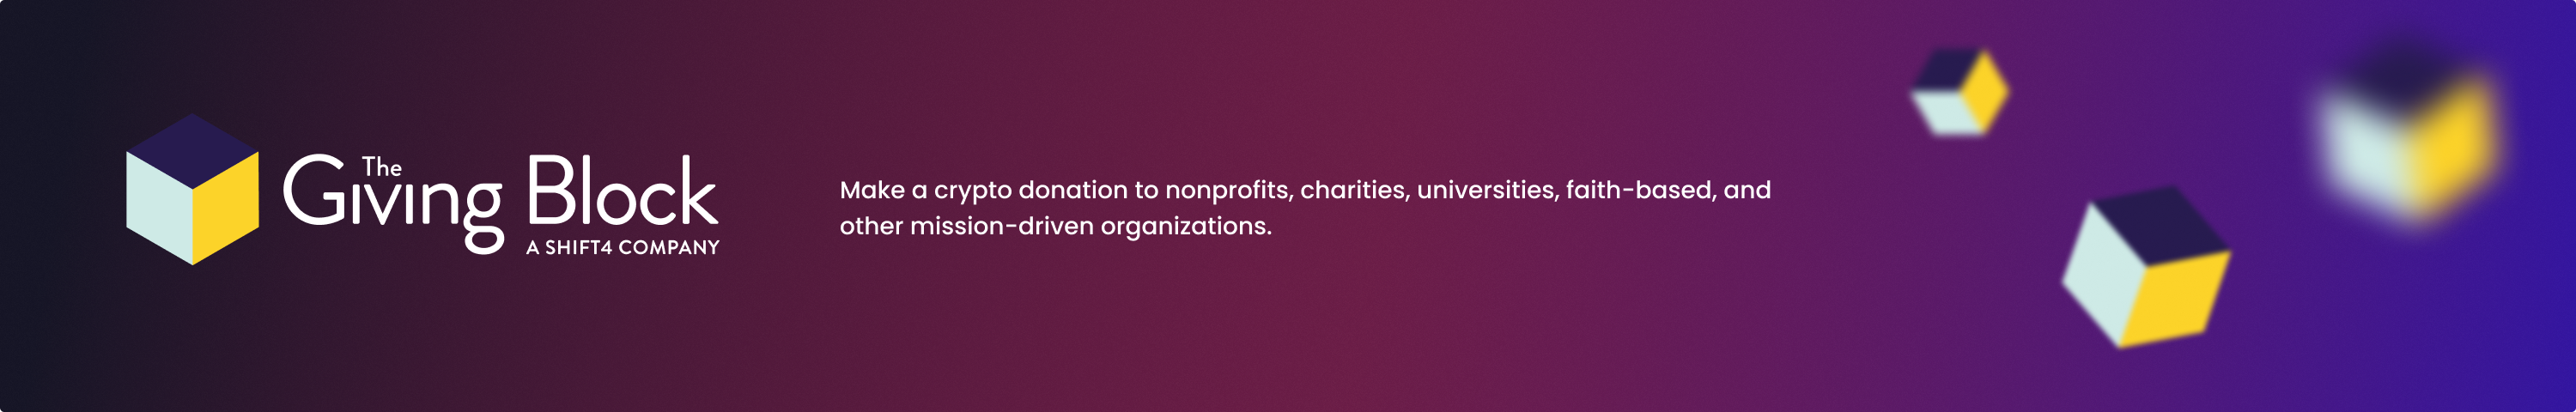 The
Giving Block
A SHIFT4 COMPANY
Make a crypto donation to nonprofits, charities, universities, faith-based, and
other mission-driven organizations.